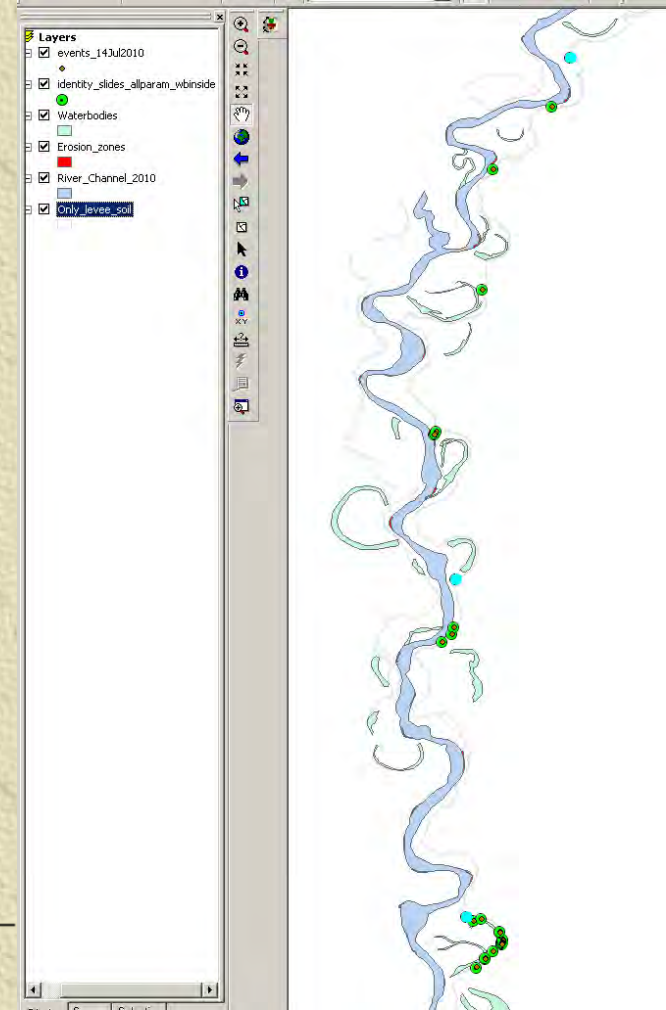 Layers
events_14Jul2010
identity_slides_allparam_wbinside
Waterbodies
Erosion_zones
River_Channel_2010
Only_levee_soil
XY